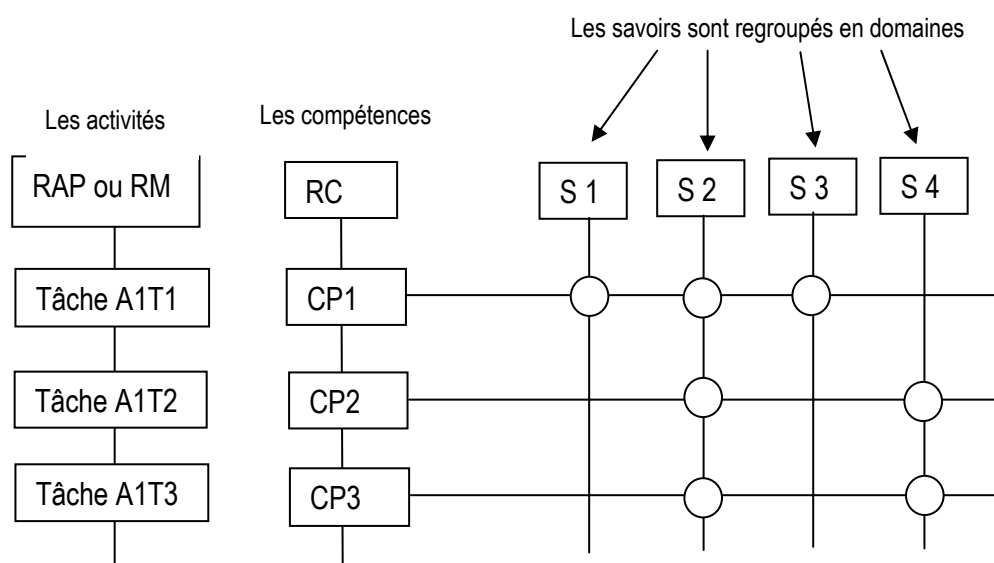 Les savoirs sont regroupés en domaines
Les activités
Les compétences
RAP ou RM
RC
S 1
S 2
S 3
S 4
Tâche A1T1
CP1
Tâche A1T2
CP2
Tâche A1T3
CP3